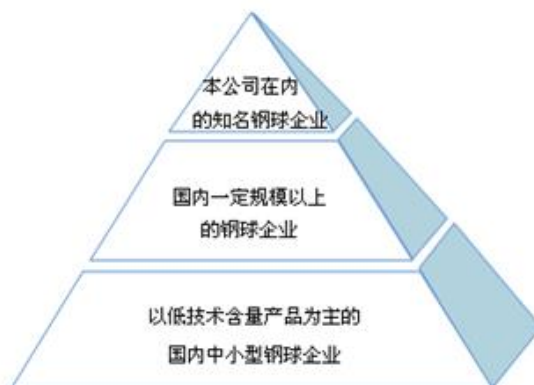 本公司在内
的知名钢球企业
国内一定规模以上
的钢球企业
以低技术含量产品为主的
国内中小型钢球企业